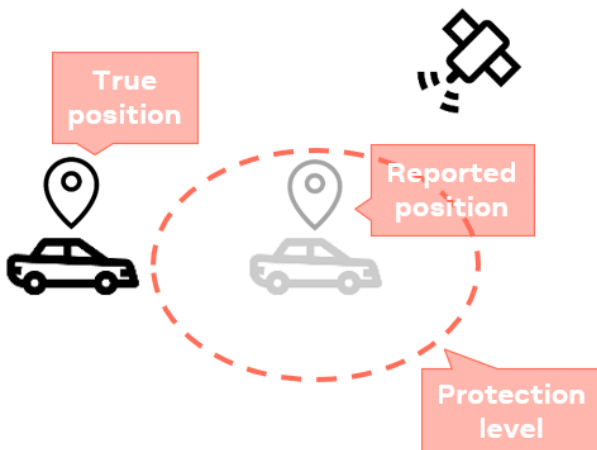 True
position
Reported
position
Protection
level